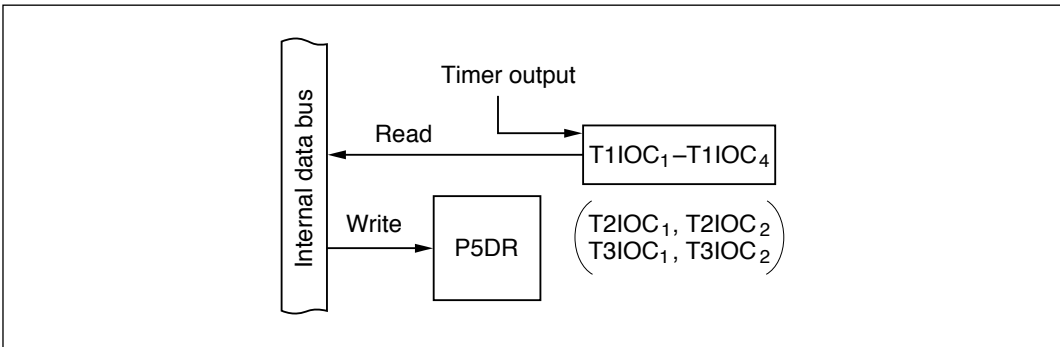 Internal data bus
Timer output
Read
T1IOC₁–T1IOC₄
Write
P5DR
T2IOC₁, T2IOC₂
T3IOC₁, T3IOC₂